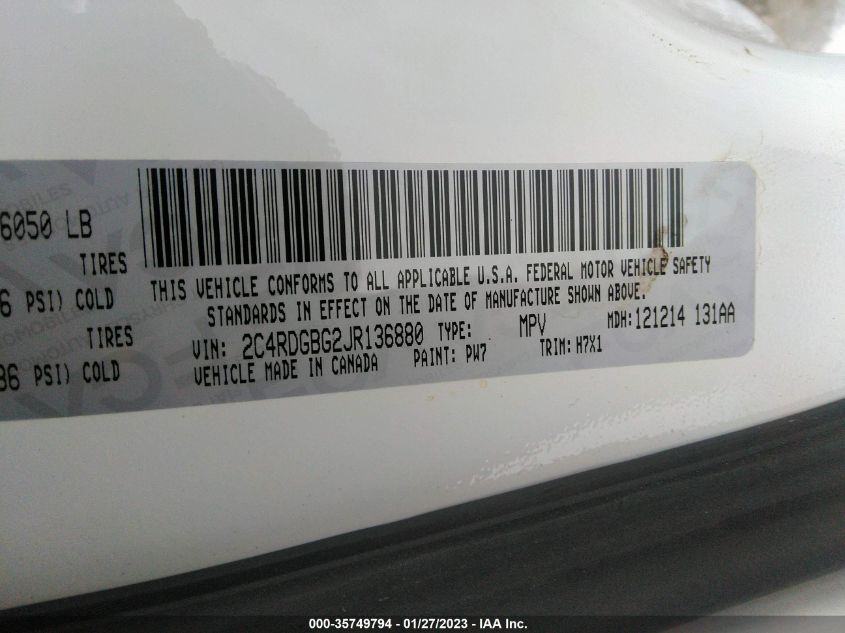 6050 LB
TIRES
6 PSI) COLD
TIRES
36 PSI) COLD
THIS VEHICLE CONFORMS TO ALL APPLICABLE U.S.A. FEDERAL MOTOR VEHICLE SAFETY
STANDARDS IN EFFECT ON THE DATE OF MANUFACTURE SHOWN ABOVE.
VIN: 2C4RDGBG2JR136880 TYPE: MPV MDH:121214 131AA
VEHICLE MADE IN CANADA PAINT: PW7 TRIM: H7X1
000-35749794 — 01/27/2023 — IAA Inc.